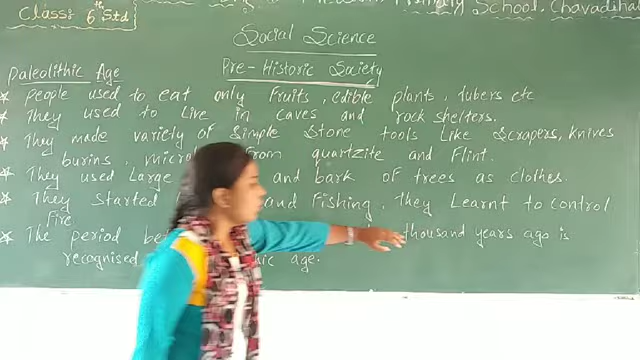 School, Chavadihal
Class: 6th Std
Social Science
Pre-Historic Society
Paleolithic Age
* People used to eat only Fruits, edible plants, tubers etc
* They used to Live in caves and rock shelters.
* They made variety of Simple Stone tools Like Scrapers, knives
burins, from quartzite and Flint.
* They used Large and bark of trees as clothes.
* They started and Fishing, They Learnt to control
Fire
* The period thousand years ago is
recognised age.